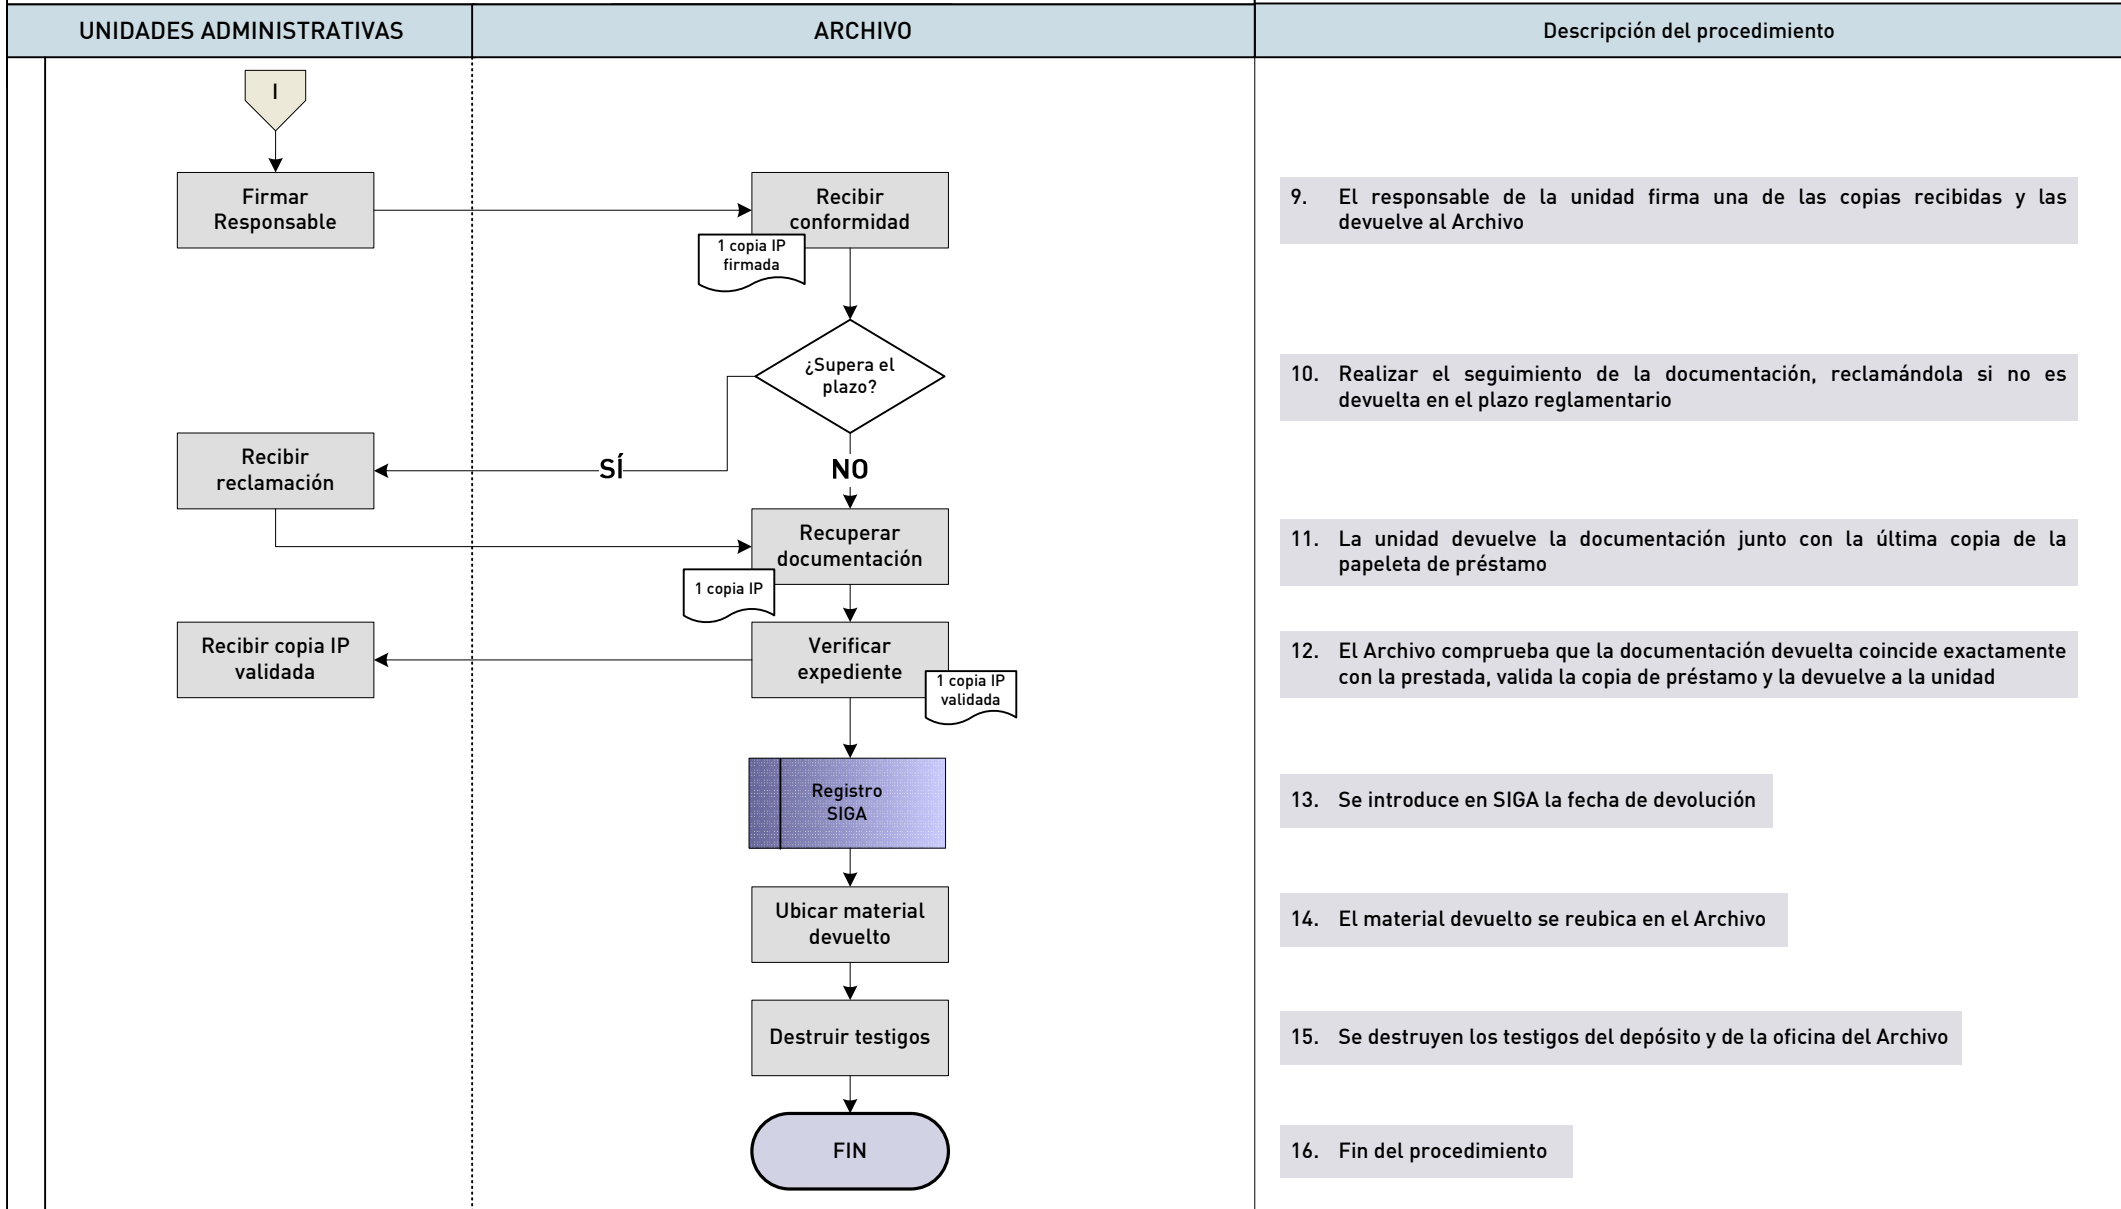 UNIDADES ADMINISTRATIVAS
ARCHIVO
Descripción del procedimiento
I
Firmar
Responsable
Recibir
conformidad
1 copia IP
firmada
9. El responsable de la unidad firma una de las copias recibidas y las
devuelve al Archivo
¿Supera el
plazo?
10. Realizar el seguimiento de la documentación, reclamándola si no es
devuelta en el plazo reglamentario
Recibir
reclamación
SÍ
NO
Recuperar
documentación
1 copia IP
11. La unidad devuelve la documentación junto con la última copia de la
papeleta de préstamo
Recibir copia IP
validada
Verificar
expediente
1 copia IP
validada
12. El Archivo comprueba que la documentación devuelta coincide exactamente
con la prestada, valida la copia de préstamo y la devuelve a la unidad
Registro
SIGA
13. Se introduce en SIGA la fecha de devolución
Ubicar material
devuelto
14. El material devuelto se reubica en el Archivo
Destruir testigos
15. Se destruyen los testigos del depósito y de la oficina del Archivo
FIN
16. Fin del procedimiento